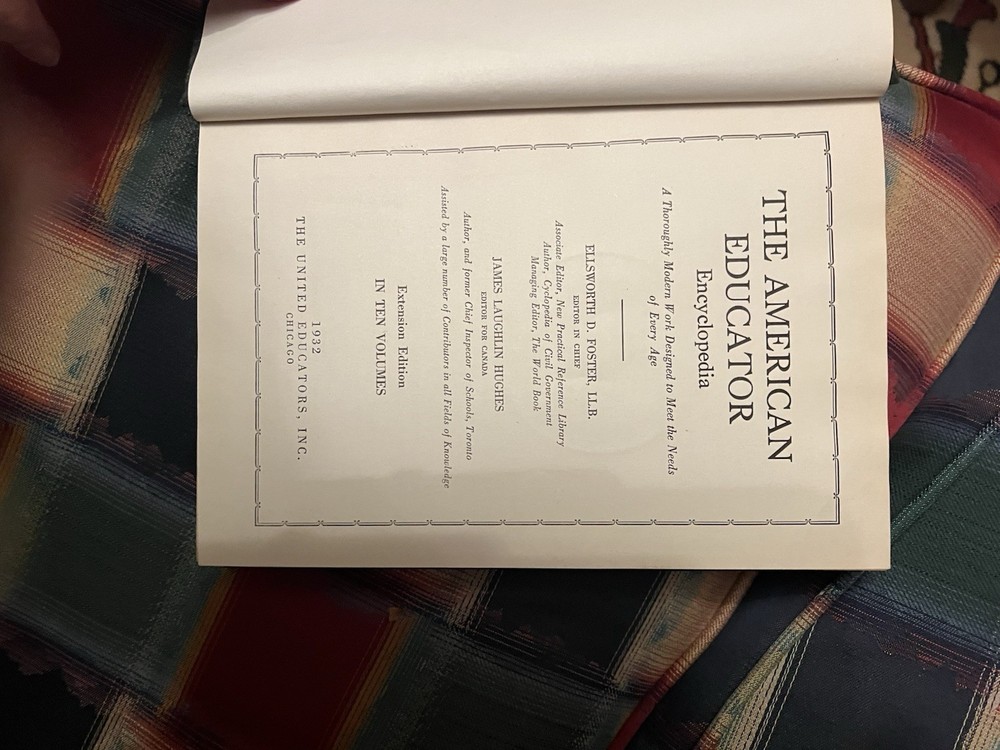 THE AMERICAN
EDUCATOR
Encyclopedia
A Thoroughly Modern Work Designed to Meet the Needs
of Every Age
ELLSWORTH D. FOSTER, LL.B.
EDITOR IN CHIEF
Associate Editor, New Practical Reference Library
Author, Cyclopedia of Civil Government
Managing Editor, The World Book
JAMES LAUGHLIN HUGHES
EDITOR FOR CANADA
Author, and former Chief Inspector of Schools, Toronto
Assisted by a large number of Contributors in all Fields of Knowledge
Extension Edition
IN TEN VOLUMES
1932
THE UNITED EDUCATORS, INC.
CHICAGO